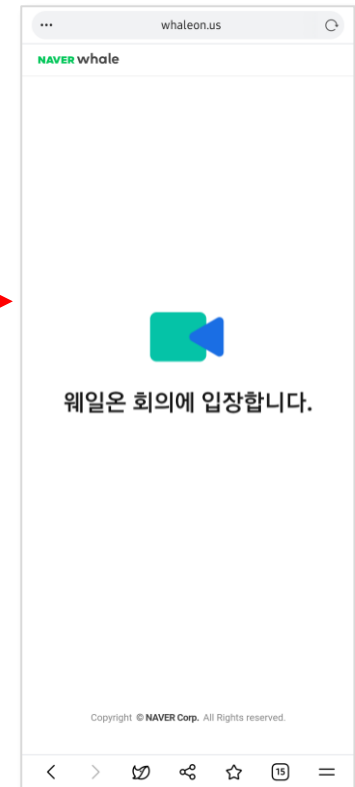 whaleon.us
NAVER whale
웨일온 회의에 입장합니다.
Copyright © NAVER Corp. All Rights reserved.
15